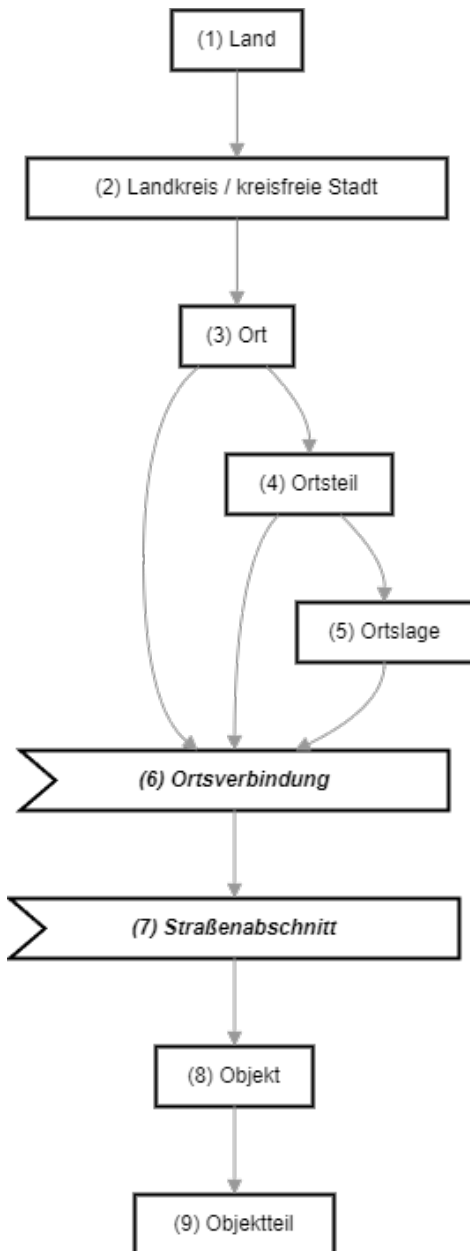 (1) Land
(2) Landkreis / kreisfreie Stadt
(3) Ort
(4) Ortsteil
(5) Ortslage
(6) Ortsverbindung
(7) Straßenabschnitt
(8) Objekt
(9) Objektteil